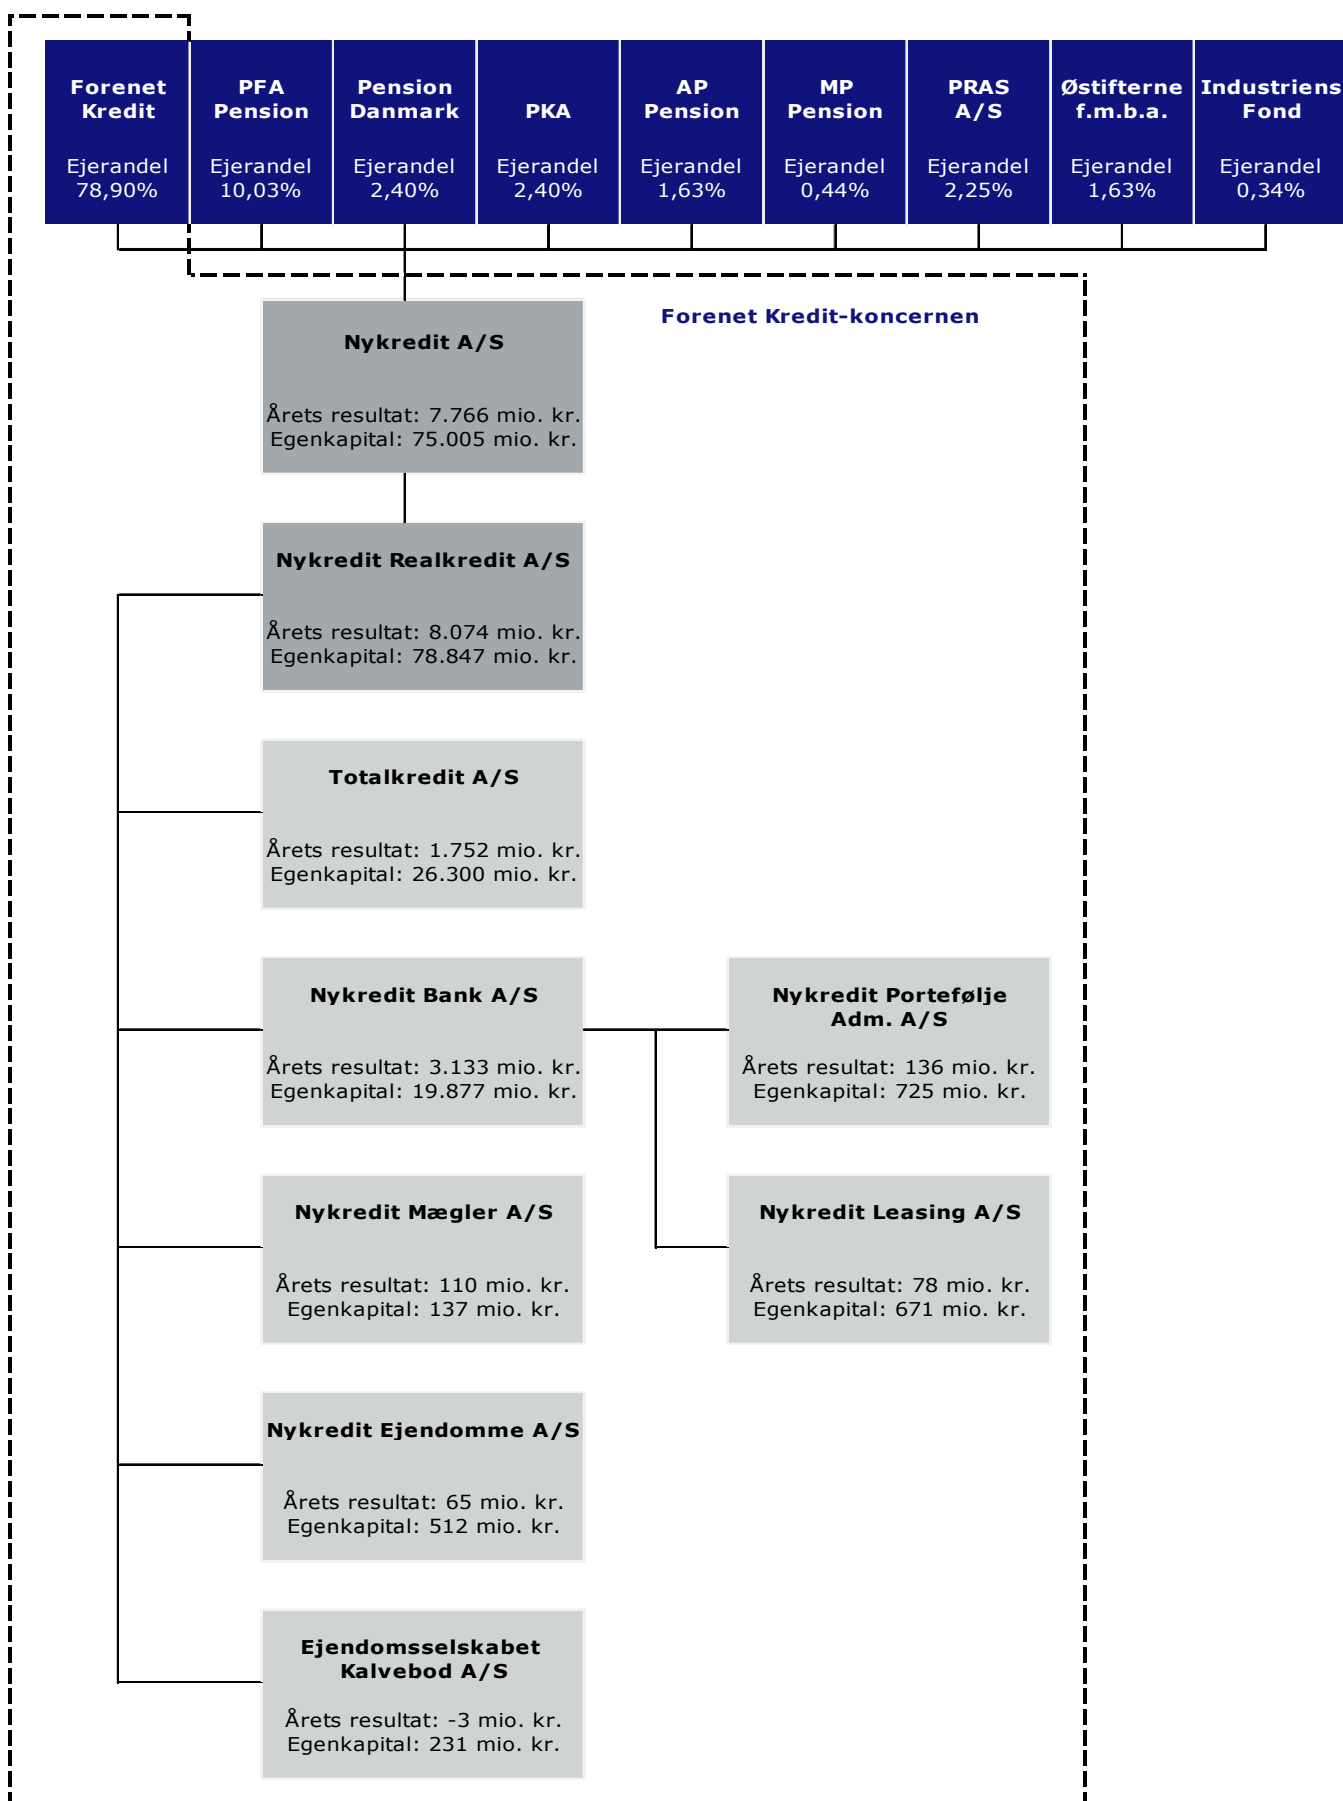 Forenet
Kredit
Ejerandel
78,90%
PFA
Pension
Ejerandel
10,03%
Pension
Danmark
Ejerandel
2,40%
PKA
Ejerandel
2,40%
AP
Pension
Ejerandel
1,63%
MP
Pension
Ejerandel
0,44%
PRAS
A/S
Ejerandel
2,25%
Østifterne
f.m.b.a.
Ejerandel
1,63%
Industriens
Fond
Ejerandel
0,34%
Forenet Kredit-koncernen
Nykredit A/S
Årets resultat: 7.766 mio. kr.
Egenkapital: 75.005 mio. kr.
Nykredit Realkredit A/S
Årets resultat: 8.074 mio. kr.
Egenkapital: 78.847 mio. kr.
Totalkredit A/S
Årets resultat: 1.752 mio. kr.
Egenkapital: 26.300 mio. kr.
Nykredit Bank A/S
Årets resultat: 3.133 mio. kr.
Egenkapital: 19.877 mio. kr.
Nykredit Portefølje
Adm. A/S
Årets resultat: 136 mio. kr.
Egenkapital: 725 mio. kr.
Nykredit Mægler A/S
Årets resultat: 110 mio. kr.
Egenkapital: 137 mio. kr.
Nykredit Leasing A/S
Årets resultat: 78 mio. kr.
Egenkapital: 671 mio. kr.
Nykredit Ejendomme A/S
Årets resultat: 65 mio. kr.
Egenkapital: 512 mio. kr.
Ejendomsselskabet
Kalvebod A/S
Årets resultat: -3 mio. kr.
Egenkapital: 231 mio. kr.